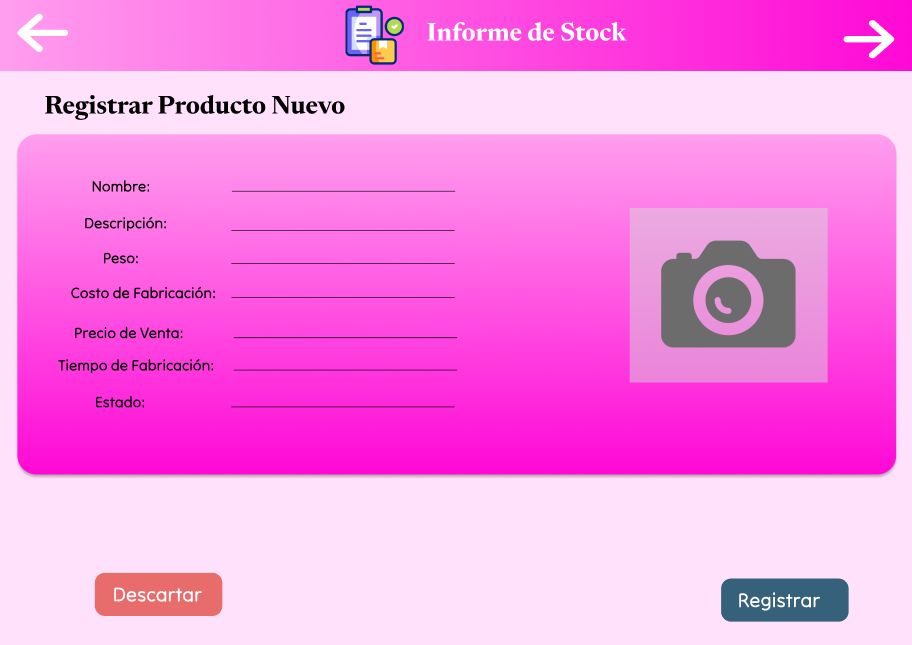 Informe de Stock
Registrar Producto Nuevo
Nombre:
Descripción:
Peso:
Costo de Fabricación:
Precio de Venta:
Tiempo de Fabricación:
Estado:
Descartar
Registrar